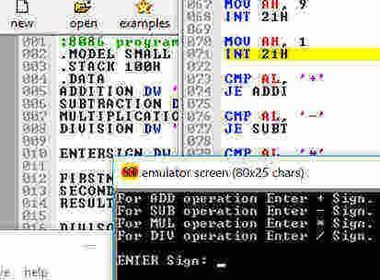 new open examples
001 ;8086 program
002 .MODEL SMALL
003 .STACK 100H
004 .DATA
005 ADDITION DW
006 SUBTRACTION D
007 MULTIPLICATIO
008 DIVISION DW '
009
010 ENTERSIGN DW
011
012 FIRSTN
013 SECOND
014 RESULT
015
016 DIVISO
view help
067 MOV AH, 9
068 INT 21H
069
070 MOV AH, 1
071 INT 21H
072
073 CMP AL, '+'
074 JE ADDI
075
076 CMP AL, '-'
077 JE SUBT
078
079 CMP AL, '*'
emulator screen (80x25 chars)
For ADD operation Enter + Sign.
For SUB operation Enter - Sign.
For MUL operation Enter * Sign.
For DIV operation Enter / Sign.
ENTER Sign: _